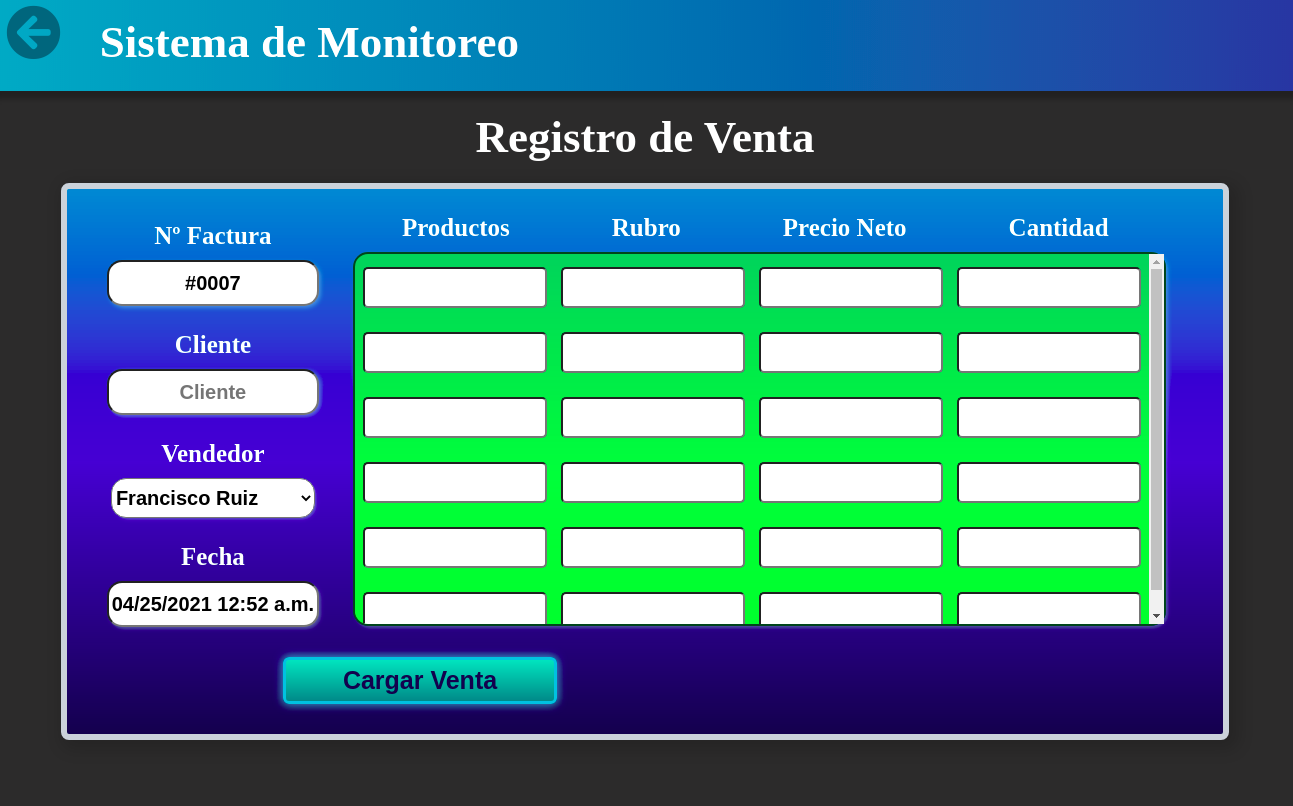 Sistema de Monitoreo
Registro de Venta
Nº Factura
#0007
Cliente
Cliente
Vendedor
Francisco Ruiz
Fecha
04/25/2021 12:52 a.m.
Productos Rubro Precio Neto Cantidad
Cargar Venta